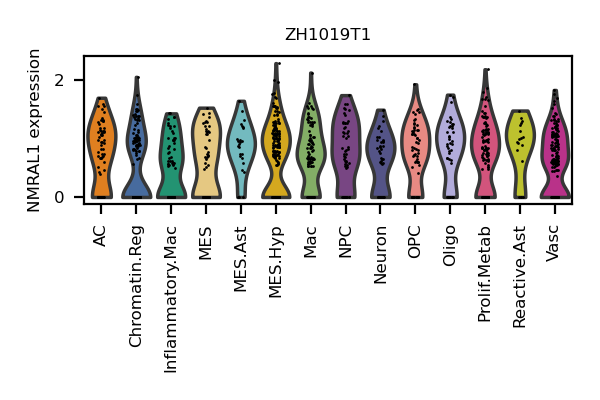 ZH1019T1
NMRAL1 expression
2
0
AC
Chromatin.Reg
Inflammatory.Mac
MES
MES.Ast
MES.Hyp
Mac
NPC
Neuron
OPC
Oligo
Prolif.Metab
Reactive.Ast
Vasc